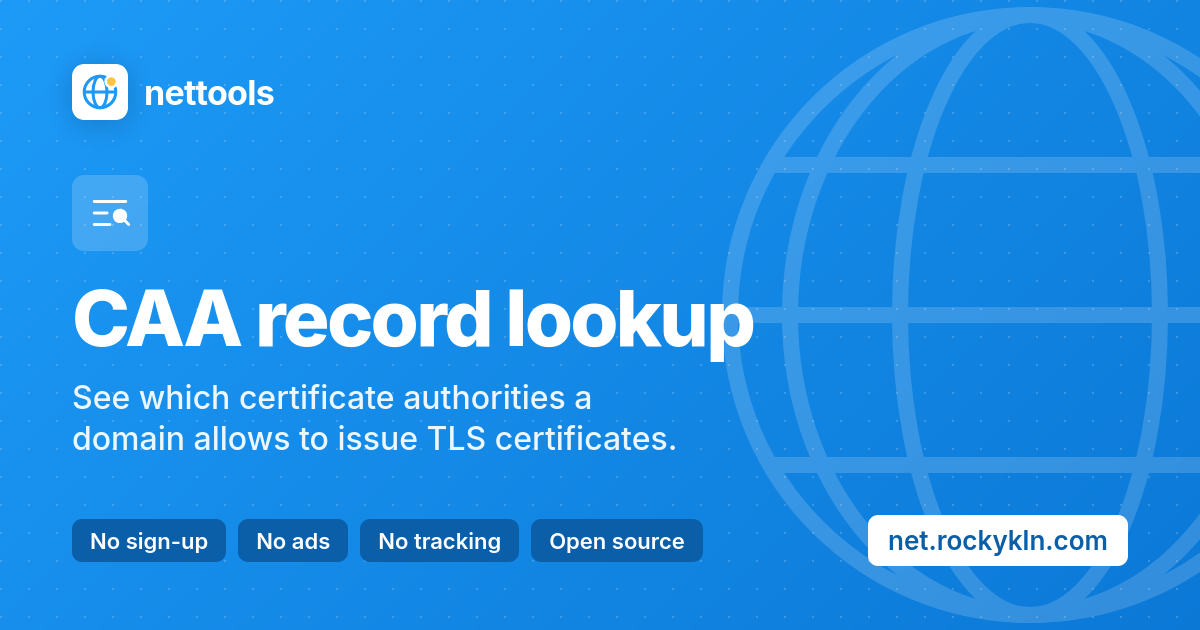 nettools
CAA record lookup
See which certificate authorities a
domain allows to issue TLS certificates.
No sign-up
No ads
No tracking
Open source
net.rockykln.com